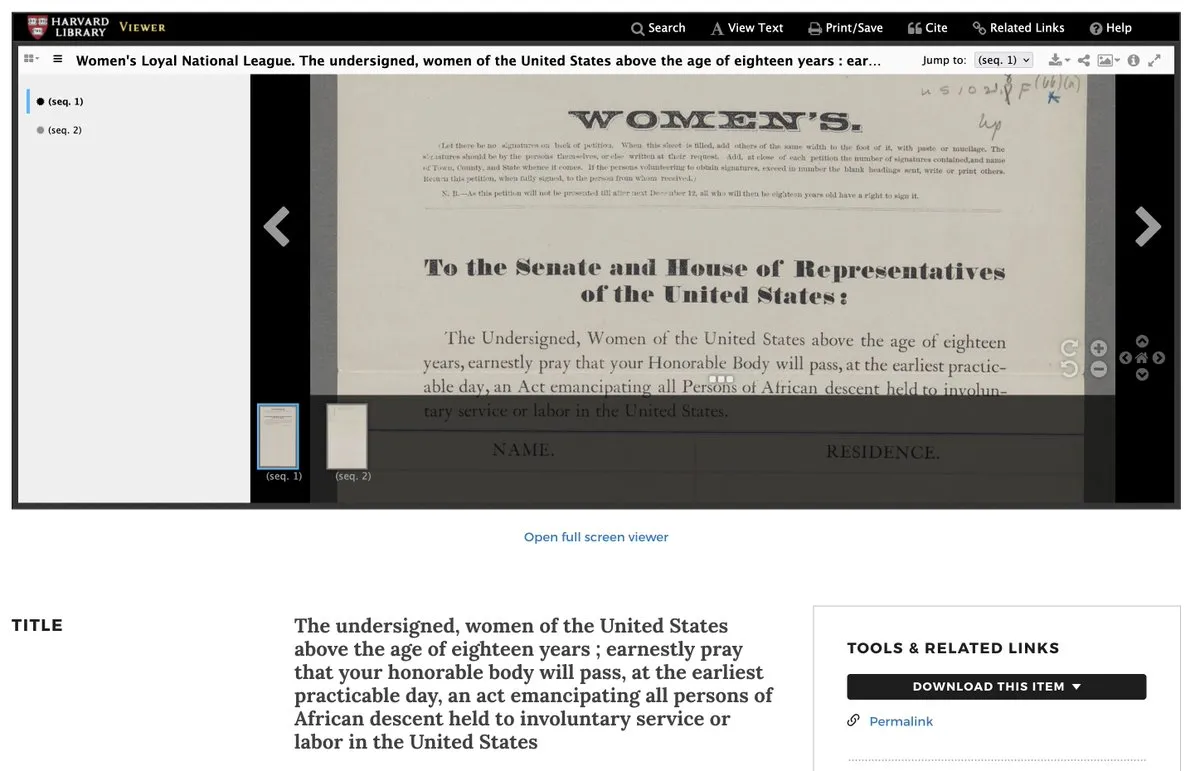 HARVARD LIBRARY VIEWER
Search View Text Print/Save Cite Related Links Help
Women's Loyal National League. The undersigned, women of the United States above the age of eighteen years : ear...
Jump to: (seq. 1)
(seq. 1)
(seq. 2)
WOMEN'S.
(Let there be no signatures on back of petition. When this sheet is filled, add others of the same width to the foot of it, with paste or mucilage. The
signatures should be by the persons themselves, or else written at their request. Add, at close of each petition the number of signatures contained, and name
of Town, County, and State whence it comes. If the persons volunteering to obtain signatures, exceed in number the blank headings sent, write or print others.
Return this petition, when fully signed, to the person from whom received.)
N. B.—As this petition will not be presented till after next December 12, all who will then be eighteen years old have a right to sign it.
To the Senate and House of Representatives
of the United States:
The Undersigned, Women of the United States above the age of eighteen
years, earnestly pray that your Honorable Body will pass, at the earliest practic-
able day, an Act emancipating all Persons of African descent held to involun-
tary service or labor in the United States.
NAME. RESIDENCE.
(seq. 1) (seq. 2)
Open full screen viewer
TITLE
The undersigned, women of the United States
above the age of eighteen years ; earnestly pray
that your honorable body will pass, at the earliest
practicable day, an act emancipating all persons of
African descent held to involuntary service or
labor in the United States
TOOLS & RELATED LINKS
DOWNLOAD THIS ITEM
Permalink